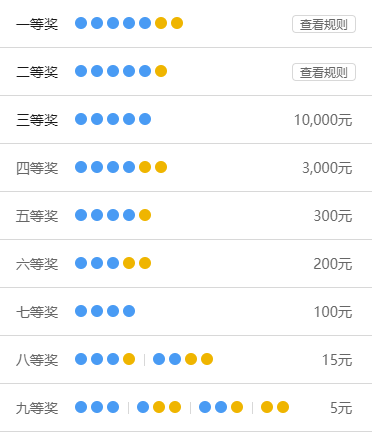 一等奖 查看规则
二等奖 查看规则
三等奖 10,000元
四等奖 3,000元
五等奖 300元
六等奖 200元
七等奖 100元
八等奖 15元
九等奖 5元